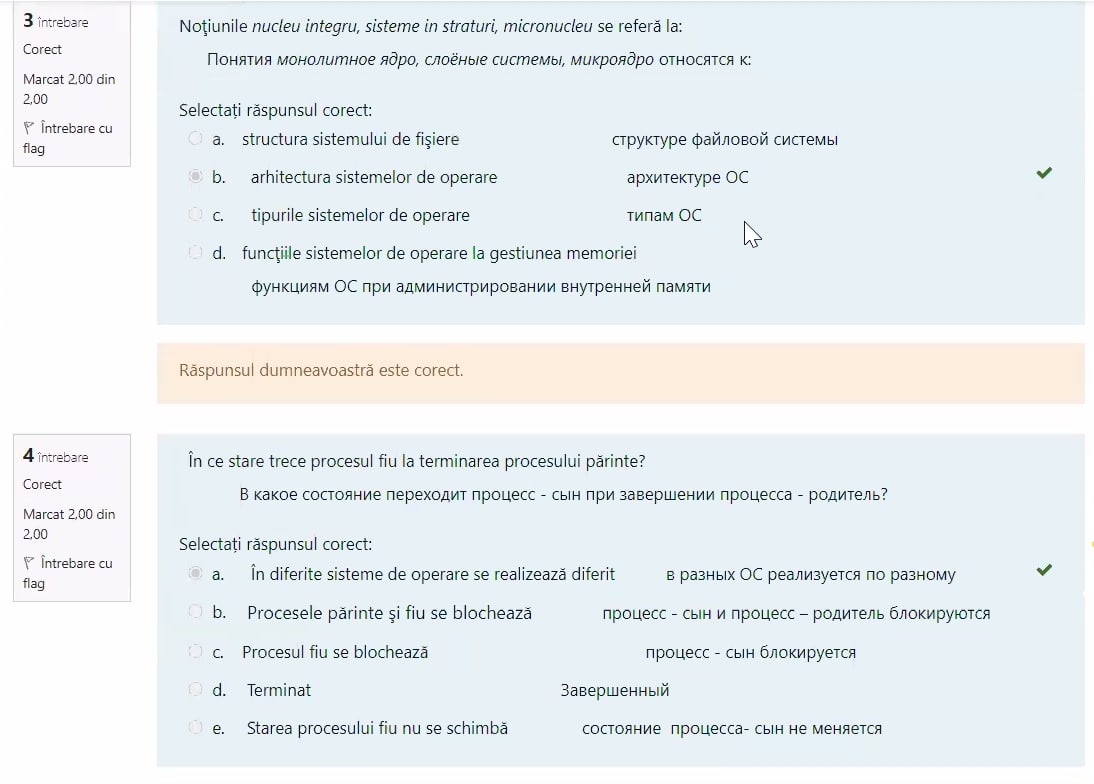 3 întrebare
Corect
Marcat 2,00 din
2,00
Întrebare cu
flag
Noţiunile nucleu integru, sisteme in straturi, micronucleu se referă la:
Понятия монолитное ядро, слоёные системы, микроядро относятся к:
Selectați răspunsul corect:
a. structura sistemului de fişiere структуре файловой системы
b. arhitectura sistemelor de operare архитектуре ОС
c. tipurile sistemelor de operare типам ОС
d. funcţiile sistemelor de operare la gestiunea memoriei
функциям ОС при администрировании внутренней памяти
Răspunsul dumneavoastră este corect.
4 întrebare
Corect
Marcat 2,00 din
2,00
Întrebare cu
flag
În ce stare trece procesul fiu la terminarea procesului părinte?
В какое состояние переходит процесс - сын при завершении процесса - родитель?
Selectați răspunsul corect:
a. În diferite sisteme de operare se realizează diferit в разных ОС реализуется по разному
b. Procesele părinte şi fiu se blochează процесс - сын и процесс – родитель блокируются
c. Procesul fiu se blochează процесс - сын блокируется
d. Terminat Завершенный
e. Starea procesului fiu nu se schimbă состояние процесса- сын не меняется